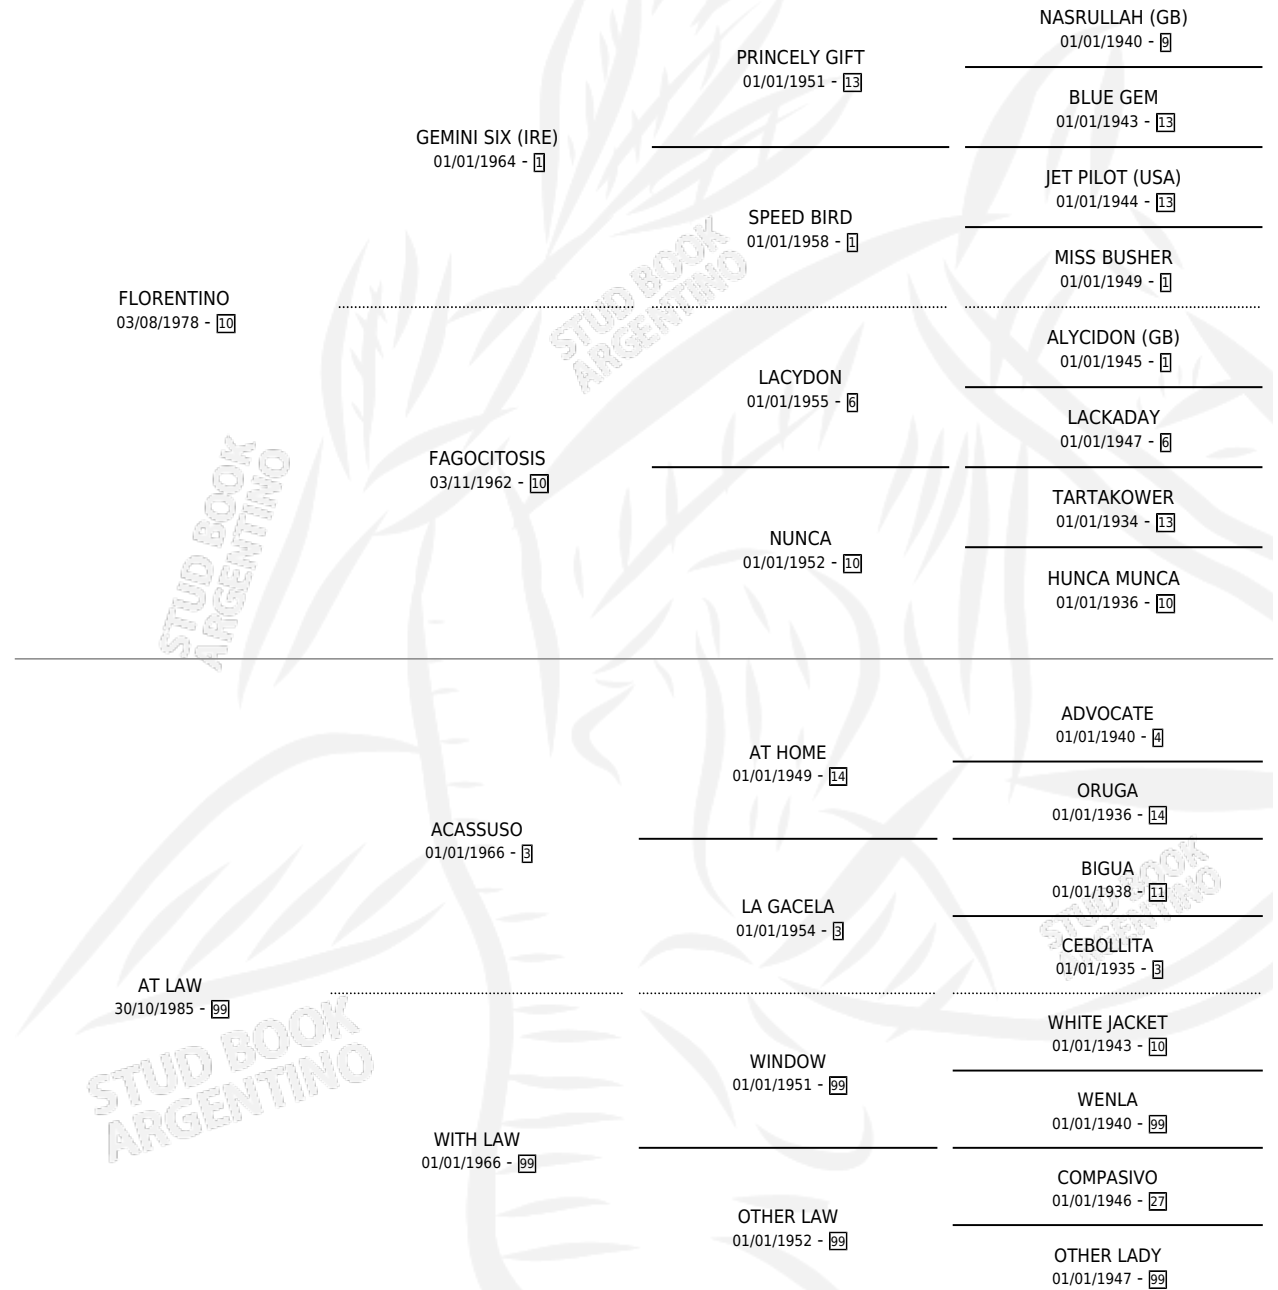 NASRULLAH (GB)
01/01/1940 - 9
PRINCELY GIFT
01/01/1951 - 13
BLUE GEM
01/01/1943 - 13
GEMINI SIX (IRE)
01/01/1964 - 1
JET PILOT (USA)
01/01/1944 - 13
SPEED BIRD
01/01/1958 - 1
MISS BUSHER
01/01/1949 - 1
FLORENTINO
03/08/1978 - 10
STUD BOOK
ARGENTINO
ALYCIDON (GB)
01/01/1945 - 1
LACYDON
01/01/1955 - 6
LACKADAY
01/01/1947 - 6
FAGOCITOSIS
03/11/1962 - 10
TARTAKOWER
01/01/1934 - 13
NUNCA
01/01/1952 - 10
HUNCA MUNCA
01/01/1936 - 10
STUD BOOK
ARGENTINO
ADVOCATE
01/01/1940 - 4
AT HOME
01/01/1949 - 14
ORUGA
01/01/1936 - 14
ACASSUSO
01/01/1966 - 3
BIGUA
01/01/1938 - 11
LA GACELA
01/01/1954 - 3
STUD BOOK
ARGENTINO
CEBOLLITA
01/01/1935 - 3
AT LAW
30/10/1985 - 99
STUD BOOK
ARGENTINO
WHITE JACKET
01/01/1943 - 10
WINDOW
01/01/1951 - 99
WENLA
01/01/1940 - 99
WITH LAW
01/01/1966 - 99
COMPASIVO
01/01/1946 - 27
OTHER LAW
01/01/1952 - 99
OTHER LADY
01/01/1947 - 99